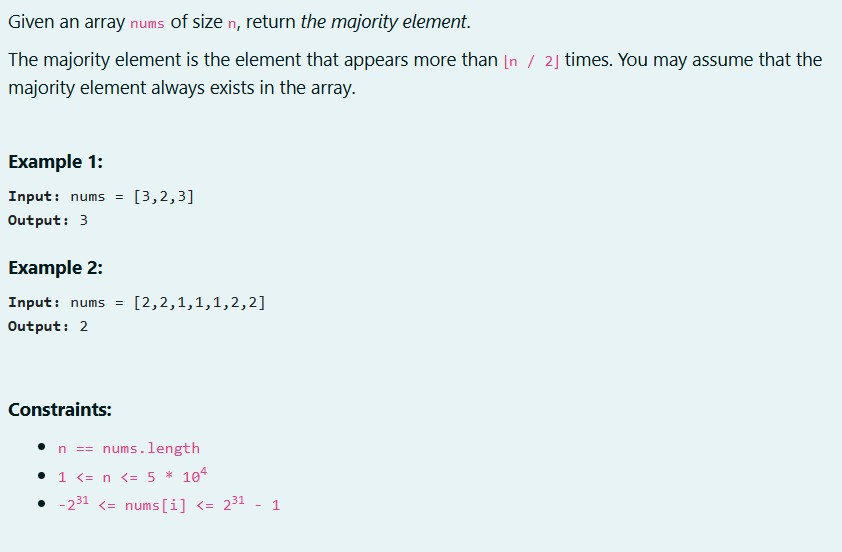 Given an array nums of size n, return the majority element.
The majority element is the element that appears more than ⌊n / 2⌋ times. You may assume that the
majority element always exists in the array.
Example 1:
Input: nums = [3,2,3]
Output: 3
Example 2:
Input: nums = [2,2,1,1,1,2,2]
Output: 2
Constraints:
• n == nums.length
• 1 <= n <= 5 * 10⁴
• -2³¹ <= nums[i] <= 2³¹ - 1